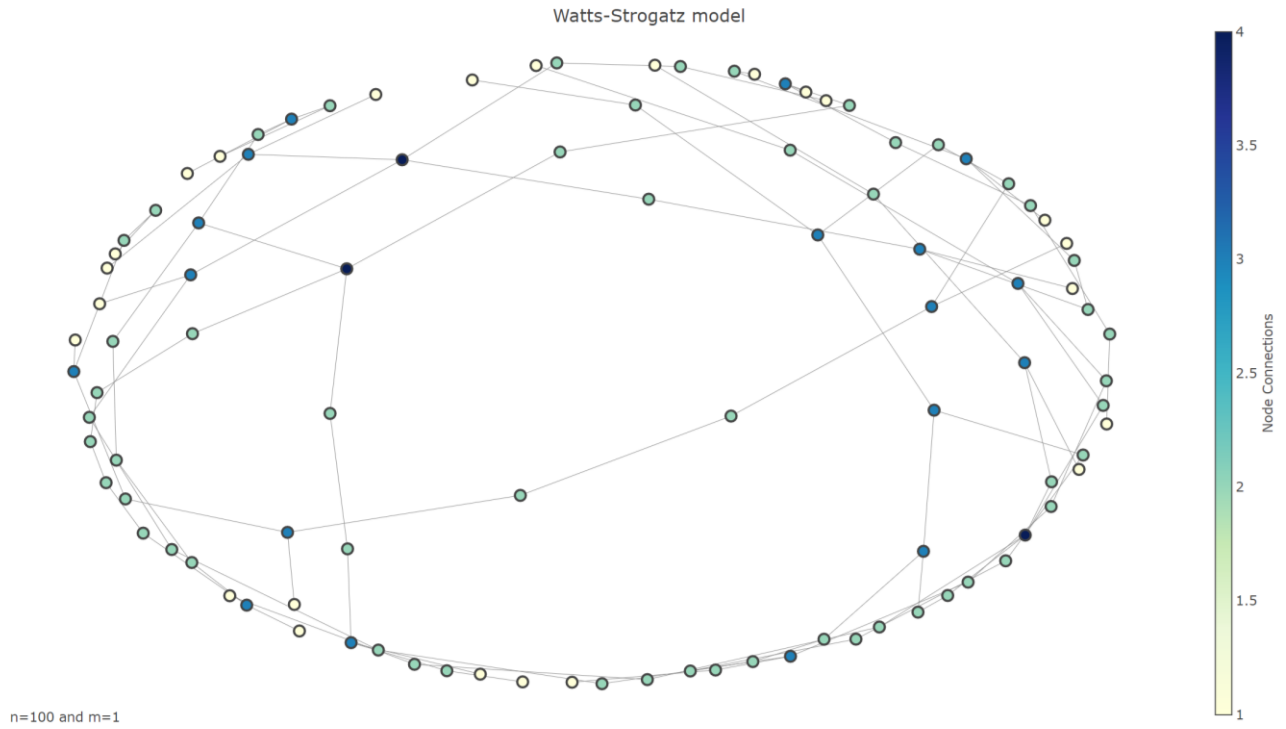 Watts-Strogatz model
4
3.5
3
2.5
2
1.5
1
Node Connections
n=100 and m=1